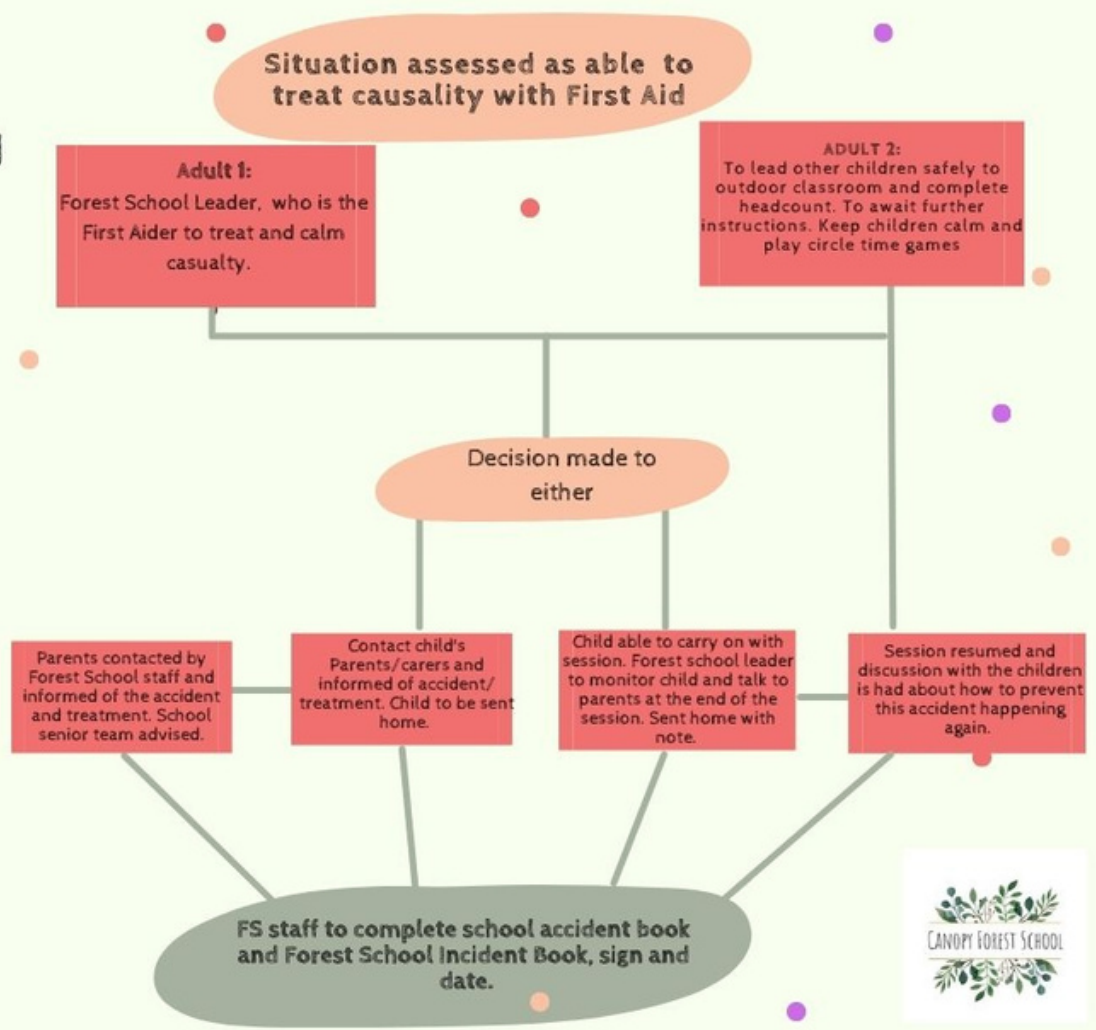 Situation assessed as able to
treat causality with First Aid
Adult 1:
Forest School Leader, who is the
First Aider to treat and calm
casualty.
ADULT 2:
To lead other children safely to
outdoor classroom and complete
headcount. To await further
instructions. Keep children calm and
play circle time games
Decision made to
either
Parents contacted by
Forest School staff and
informed of the accident
and treatment. School
senior team advised.
Contact child's
Parents/carers and
informed of accident/
treatment. Child to be sent
home.
Child able to carry on with
session. Forest school leader
to monitor child and talk to
parents at the end of the
session. Sent home with
note.
Session resumed and
discussion with the children
is had about how to prevent
this accident happening
again.
FS staff to complete school accident book
and Forest School Incident Book, sign and
date.
CANOPY FOREST SCHOOL